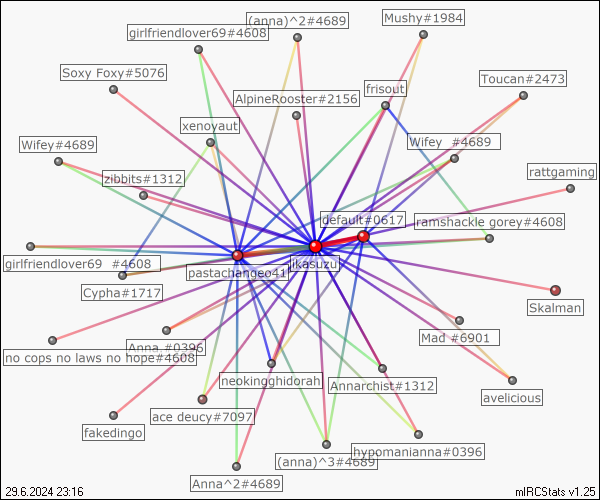 (anna)^2#4689
Mushy#1984
girlfriendlover69#4608
Soxy Foxy#5076
Toucan#2473
frisout
AlpineRooster#2156
xenoyaut
Wifey#4689
Wifey #4689
rattgaming
zibbits#1312
default#0617
ramshackle gorey#4608
girlfriendlover69 #4608
pastachangeo41
ikasuzu
Cypha#1717
Skalman
Anna #0396
Mad #6901
no cops no laws no hope#4608
neokingghidorah
Annarchist#1312
avelicious
ace deucy#7097
fakedingo
hypomanianna#0396
(anna)^3#4689
Anna^2#4689
29.6.2024 23:16
mIRCStats v1.25